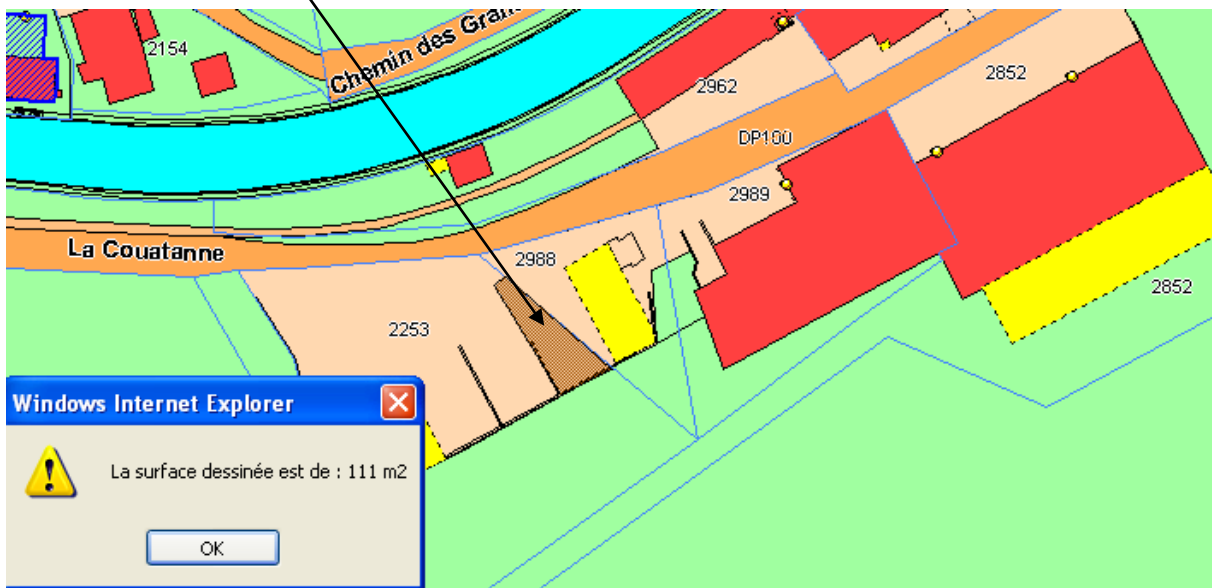 2154
Chemin des Gran
2962
2852
DP100
2989
La Couatanne
2988
2852
2253
Windows Internet Explorer
La surface dessinée est de : 111 m2
OK